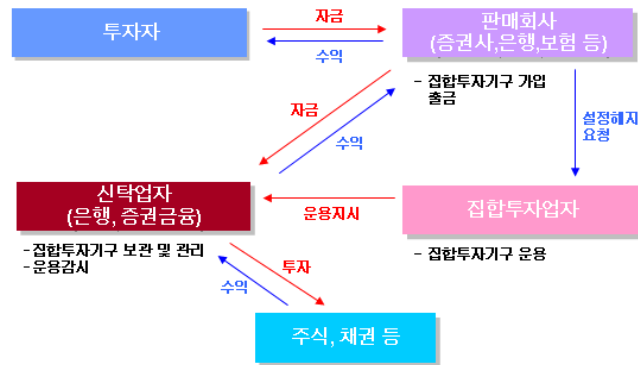 투자자
자금
수익
판매회사
(증권사,은행,보험 등)
- 집합투자기구 가입
출금
자금
수익
설정해지
요청
신탁업자
(은행, 증권금융)
운용지시
집합투자업자
-집합투자기구 보관 및 관리
-운용감시
- 집합투자기구 운용
투자
수익
주식, 채권 등